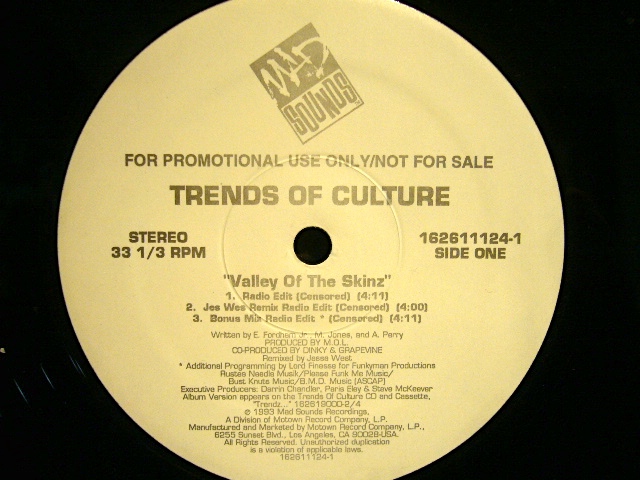 MAD
SOUNDS
FOR PROMOTIONAL USE ONLY/NOT FOR SALE
TRENDS OF CULTURE
STEREO
33 1/3 RPM
162611124-1
SIDE ONE
"Valley Of The Skinz"
1. Radio Edit (Censored) (4:11)
2. Jes Wes Remix Radio Edit (Censored) (4:00)
3. Bonus Mix Radio Edit * (Censored) (4:11)
Written by E. Fordham Jr., M. Jones, and A. Perry
PRODUCED BY M.O.L.
CO-PRODUCED BY DINKY & GRAPEVINE
Remixed by Jesse West
* Additional Programming by Lord Finesse for Funkyman Productions
Rustas Needle Musik/Please Funk Me Music/
Bust Knuts Music/B.M.O. Music (ASCAP)
Executive Producers: Darrin Chandler, Paris Eley & Steve McKeever
Album Version appears on the Trends Of Culture CD and Cassette,
"Trendz..." 162619000-2/4
℗ 1993 Mad Sounds Recordings,
A Division of Motown Record Company, L.P.
Manufactured and Marketed by Motown Record Company, L.P.,
6255 Sunset Blvd., Los Angeles, CA 90028-USA.
All Rights Reserved. Unauthorized duplication
is a violation of applicable laws.
162611124-1